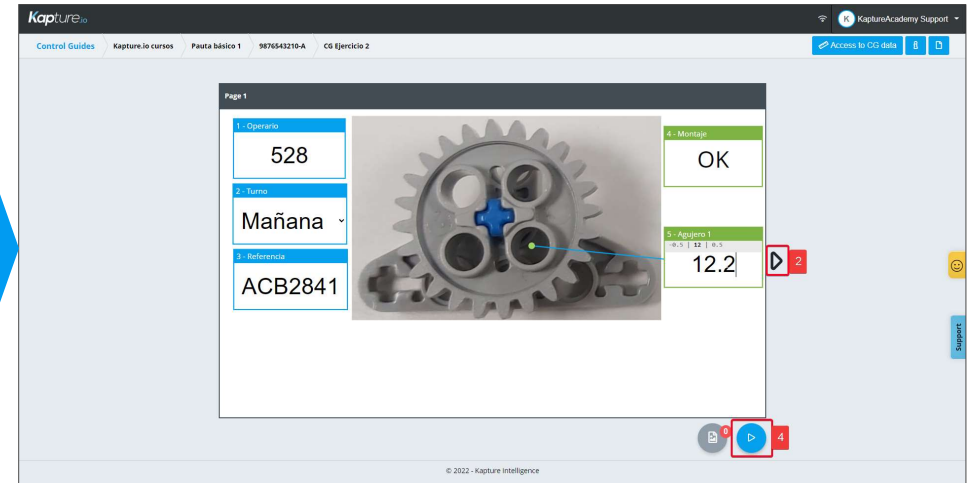 Kapture.io
K KaptureAcademy Support
Control Guides Kapture.io cursos Pauta básico 1 9876543210-A CG Ejercicio 2
Access to CG data
Page 1
1 - Operario
528
2 - Turno
Mañana
3 - Referencia
ACB2841
4 - Montaje
OK
5 - Agujero 1
-0.5 | 12 | 0.5
12.2
2
Support
0
4
© 2022 - Kapture Intelligence